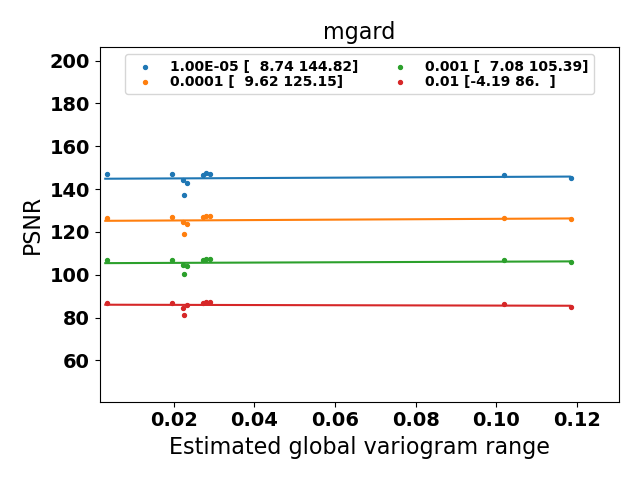 mgard
1.00E-05 [  8.74 144.82]
0.0001 [  9.62 125.15]
0.001 [  7.08 105.39]
0.01 [-4.19 86.  ]
200
180
160
140
120
100
80
60
PSNR
0.02 0.04 0.06 0.08 0.10 0.12
Estimated global variogram range